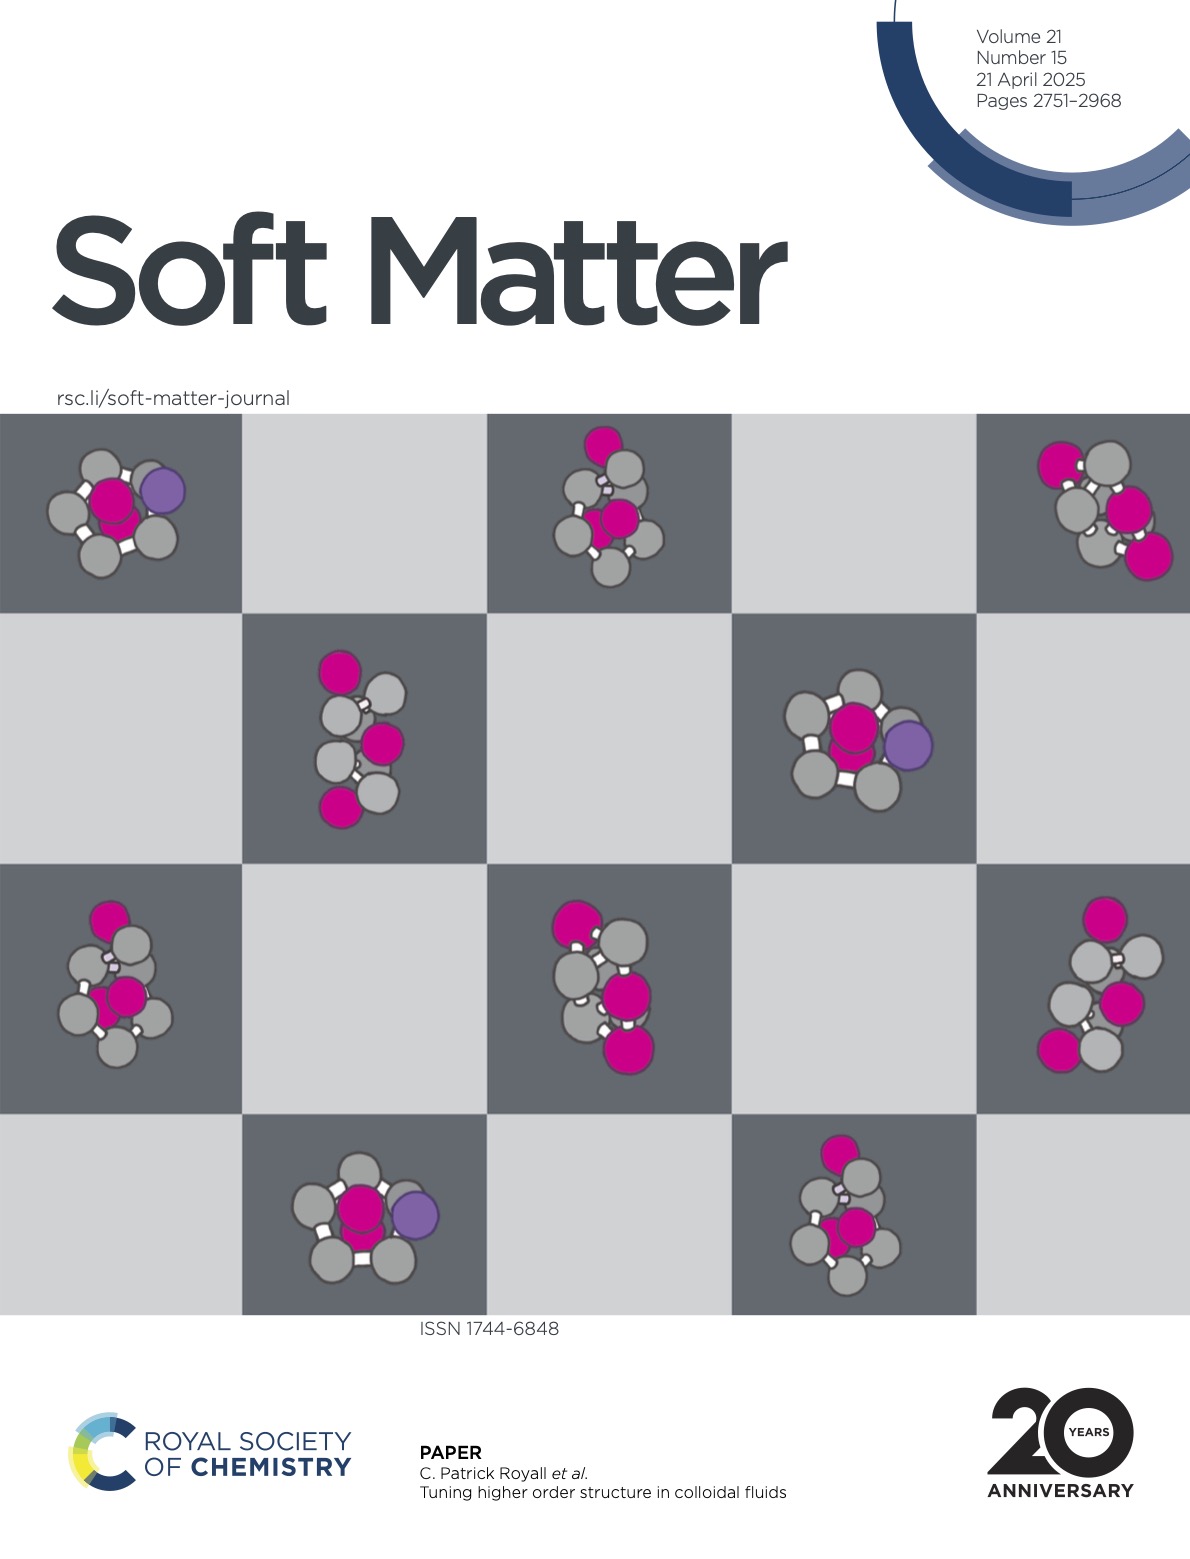 Volume 21
Number 15
21 April 2025
Pages 2751–2968
Soft Matter
rsc.li/soft-matter-journal
ISSN 1744-6848
ROYAL SOCIETY
OF CHEMISTRY
PAPER
C. Patrick Royall et al.
Tuning higher order structure in colloidal fluids
20
YEARS
ANNIVERSARY